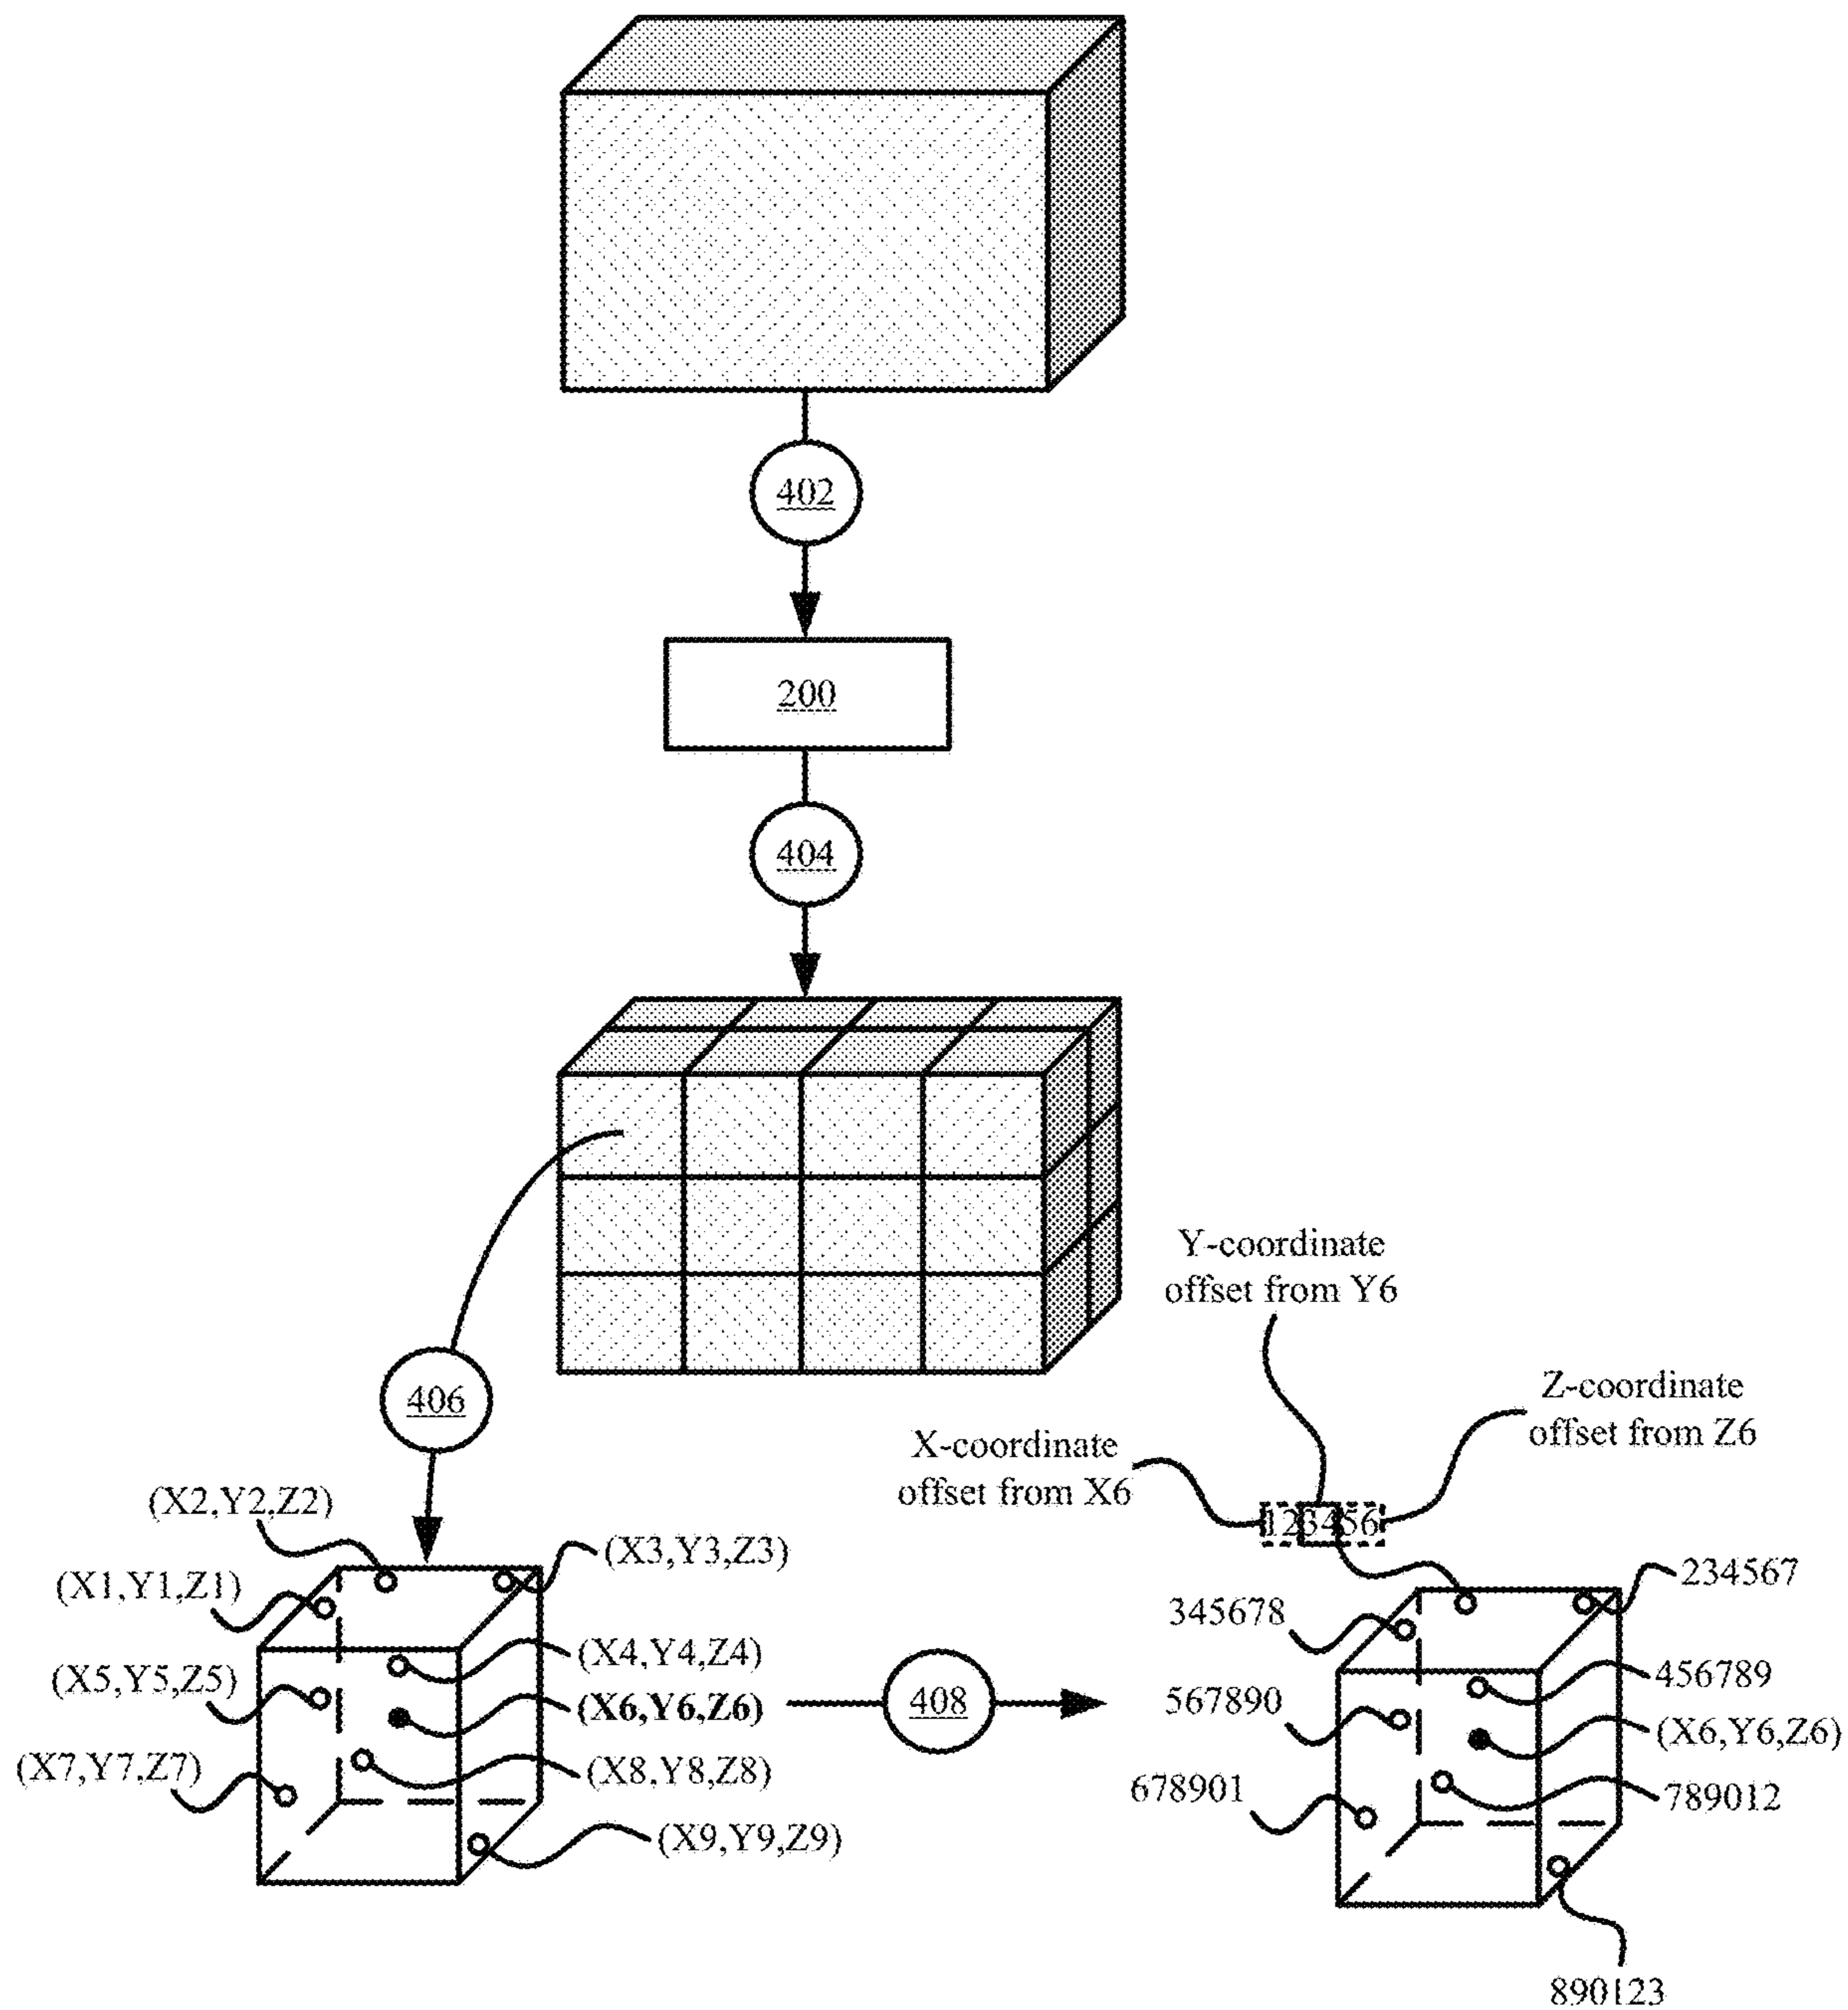 402
200
404
Y-coordinate
offset from Y6
406
Z-coordinate
offset from Z6
X-coordinate
offset from X6
123456
(X2,Y2,Z2)
(X3,Y3,Z3)
(X1,Y1,Z1)
(X4,Y4,Z4)
(X5,Y5,Z5)
(X6,Y6,Z6)
(X7,Y7,Z7)
(X8,Y8,Z8)
(X9,Y9,Z9)
408
234567
345678
456789
567890
(X6,Y6,Z6)
678901
789012
890123